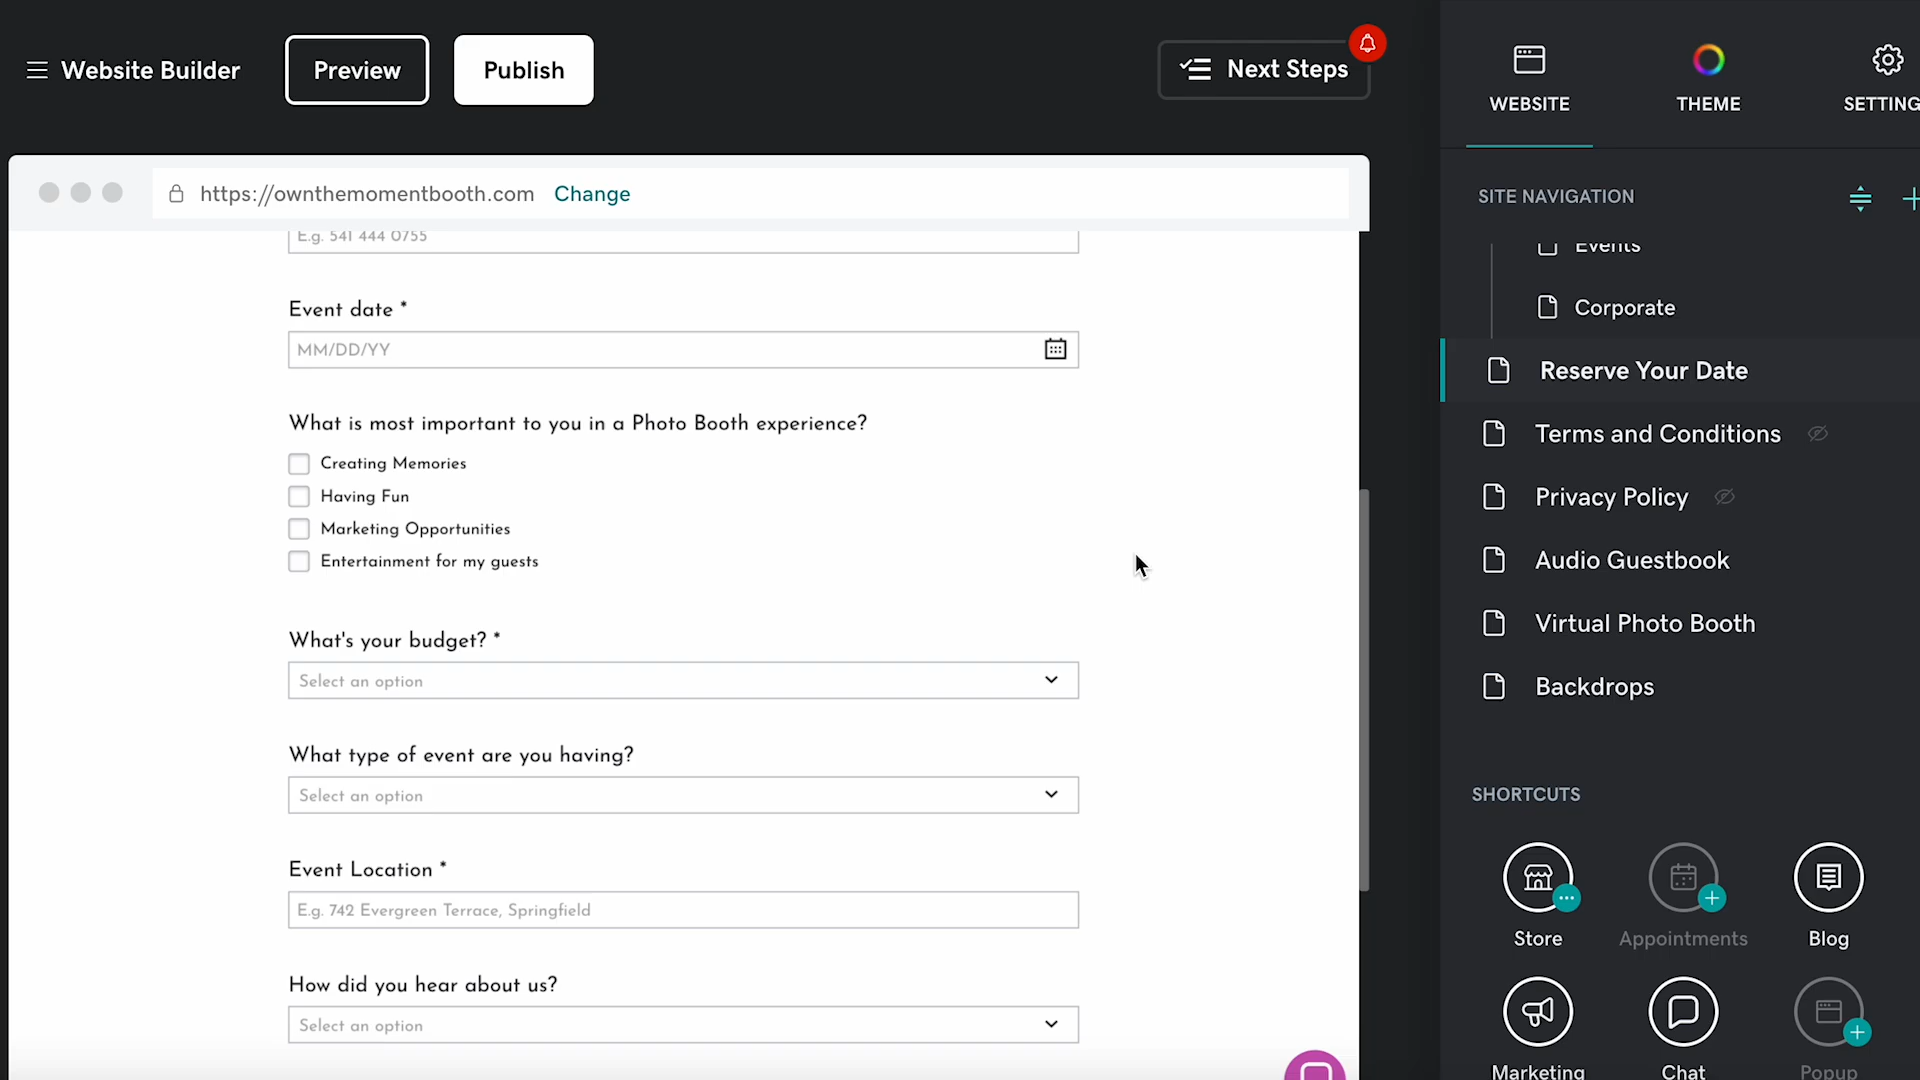 Website Builder
Preview
Publish
Next Steps
WEBSITE
THEME
SETTING
https://ownthemomentbooth.com Change
SITE NAVIGATION
E.g. 541 444 0755
Events
Event date *
Corporate
MM/DD/YY
Reserve Your Date
What is most important to you in a Photo Booth experience?
Terms and Conditions
Creating Memories
Having Fun
Privacy Policy
Marketing Opportunities
Entertainment for my guests
Audio Guestbook
What's your budget? *
Virtual Photo Booth
Select an option
Backdrops
What type of event are you having?
Select an option
SHORTCUTS
Event Location *
E.g. 742 Evergreen Terrace, Springfield
Store
Appointments
Blog
How did you hear about us?
Select an option
Marketing
Chat
Popup